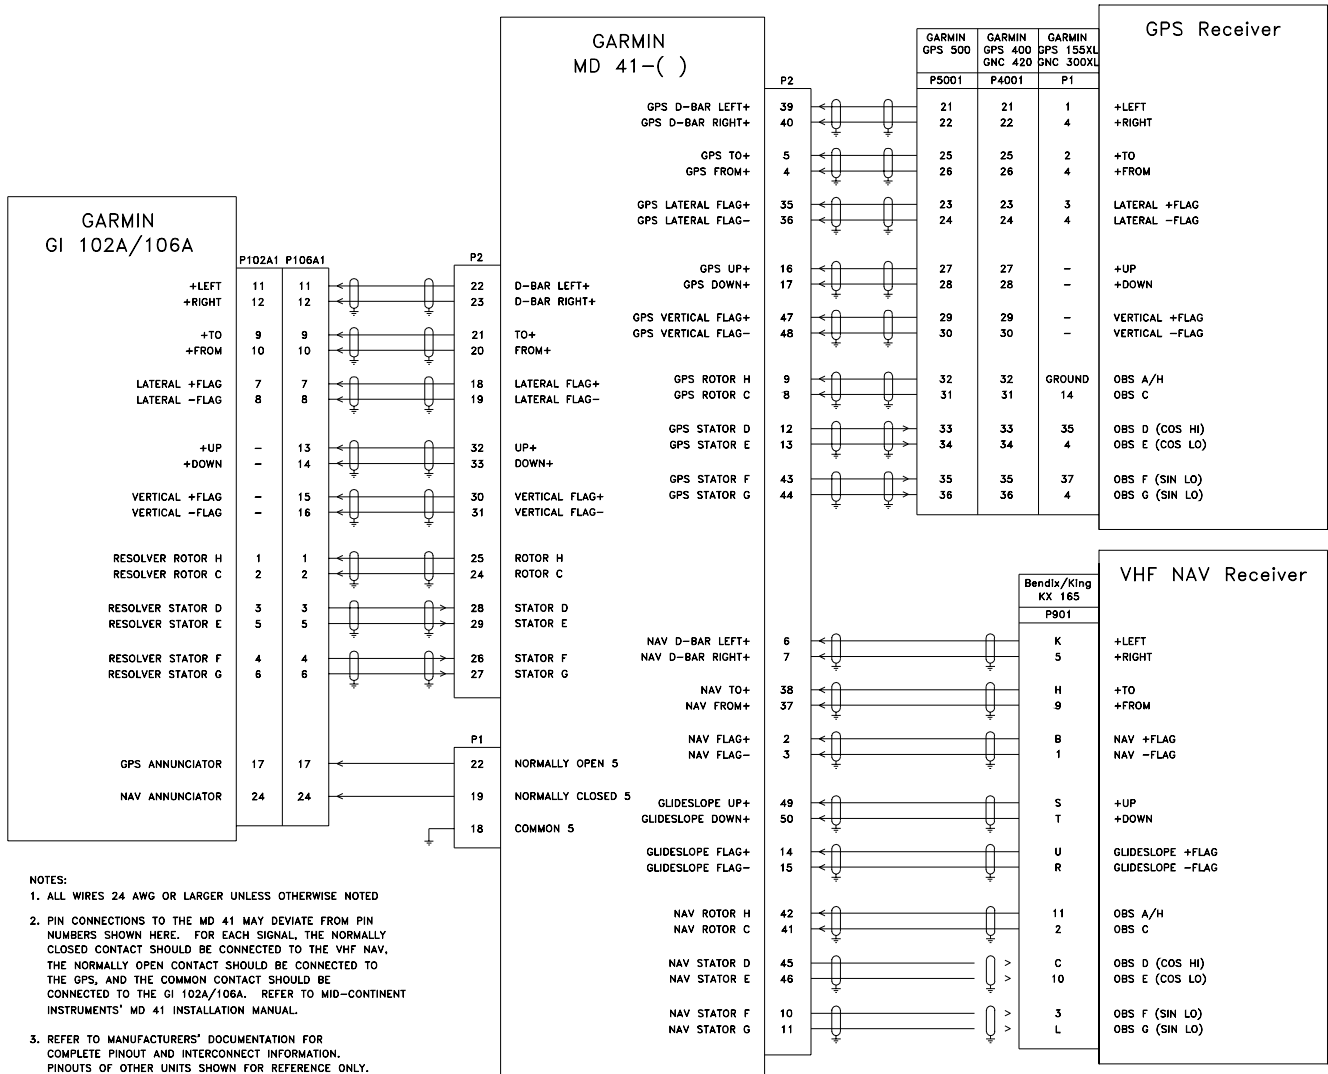 GARMIN
GI 102A/106A
P102A1 P106A1
+LEFT 11 11
+RIGHT 12 12
+TO 9 9
+FROM 10 10
LATERAL +FLAG 7 7
LATERAL -FLAG 8 8
+UP - 13
+DOWN - 14
VERTICAL +FLAG - 15
VERTICAL -FLAG - 16
RESOLVER ROTOR H 1 1
RESOLVER ROTOR C 2 2
RESOLVER STATOR D 3 3
RESOLVER STATOR E 5 5
RESOLVER STATOR F 4 4
RESOLVER STATOR G 6 6
GPS ANNUNCIATOR 17 17
NAV ANNUNCIATOR 24 24
GARMIN
MD 41-( )
P2
22 D-BAR LEFT+
23 D-BAR RIGHT+
21 TO+
20 FROM+
18 LATERAL FLAG+
19 LATERAL FLAG-
32 UP+
33 DOWN+
30 VERTICAL FLAG+
31 VERTICAL FLAG-
25 ROTOR H
24 ROTOR C
28 STATOR D
29 STATOR E
26 STATOR F
27 STATOR G
P1
22 NORMALLY OPEN 5
19 NORMALLY CLOSED 5
18 COMMON 5
P2
GPS D-BAR LEFT+ 39
GPS D-BAR RIGHT+ 40
GPS TO+ 5
GPS FROM+ 4
GPS LATERAL FLAG+ 35
GPS LATERAL FLAG- 36
GPS UP+ 16
GPS DOWN+ 17
GPS VERTICAL FLAG+ 47
GPS VERTICAL FLAG- 48
GPS ROTOR H 9
GPS ROTOR C 8
GPS STATOR D 12
GPS STATOR E 13
GPS STATOR F 43
GPS STATOR G 44
NAV D-BAR LEFT+ 6
NAV D-BAR RIGHT+ 7
NAV TO+ 38
NAV FROM+ 37
NAV FLAG+ 2
NAV FLAG- 3
GLIDESLOPE UP+ 49
GLIDESLOPE DOWN+ 50
GLIDESLOPE FLAG+ 14
GLIDESLOPE FLAG- 15
NAV ROTOR H 42
NAV ROTOR C 41
NAV STATOR D 45
NAV STATOR E 46
NAV STATOR F 10
NAV STATOR G 11
GPS Receiver
GARMIN GARMIN GARMIN
GPS 500 GPS 400 GPS 155XL
GNC 420 GNC 300XL
P5001 P4001 P1
21 21 1 +LEFT
22 22 4 +RIGHT
25 25 2 +TO
26 26 4 +FROM
23 23 3 LATERAL +FLAG
24 24 4 LATERAL -FLAG
27 27 - +UP
28 28 - +DOWN
29 29 - VERTICAL +FLAG
30 30 - VERTICAL -FLAG
32 32 GROUND OBS A/H
31 31 14 OBS C
33 33 35 OBS D (COS HI)
34 34 4 OBS E (COS LO)
35 35 37 OBS F (SIN LO)
36 36 4 OBS G (SIN LO)
VHF NAV Receiver
Bendix/King
KX 165
P901
K +LEFT
5 +RIGHT
H +TO
9 +FROM
B NAV +FLAG
1 NAV -FLAG
S +UP
T +DOWN
U GLIDESLOPE +FLAG
R GLIDESLOPE -FLAG
11 OBS A/H
2 OBS C
C OBS D (COS HI)
10 OBS E (COS LO)
3 OBS F (SIN LO)
L OBS G (SIN LO)
NOTES:
1. ALL WIRES 24 AWG OR LARGER UNLESS OTHERWISE NOTED
2. PIN CONNECTIONS TO THE MD 41 MAY DEVIATE FROM PIN
NUMBERS SHOWN HERE. FOR EACH SIGNAL, THE NORMALLY
CLOSED CONTACT SHOULD BE CONNECTED TO THE VHF NAV,
THE NORMALLY OPEN CONTACT SHOULD BE CONNECTED TO
THE GPS, AND THE COMMON CONTACT SHOULD BE
CONNECTED TO THE GI 102A/106A. REFER TO MID-CONTINENT
INSTRUMENTS' MD 41 INSTALLATION MANUAL.
3. REFER TO MANUFACTURERS' DOCUMENTATION FOR
COMPLETE PINOUT AND INTERCONNECT INFORMATION.
PINOUTS OF OTHER UNITS SHOWN FOR REFERENCE ONLY.